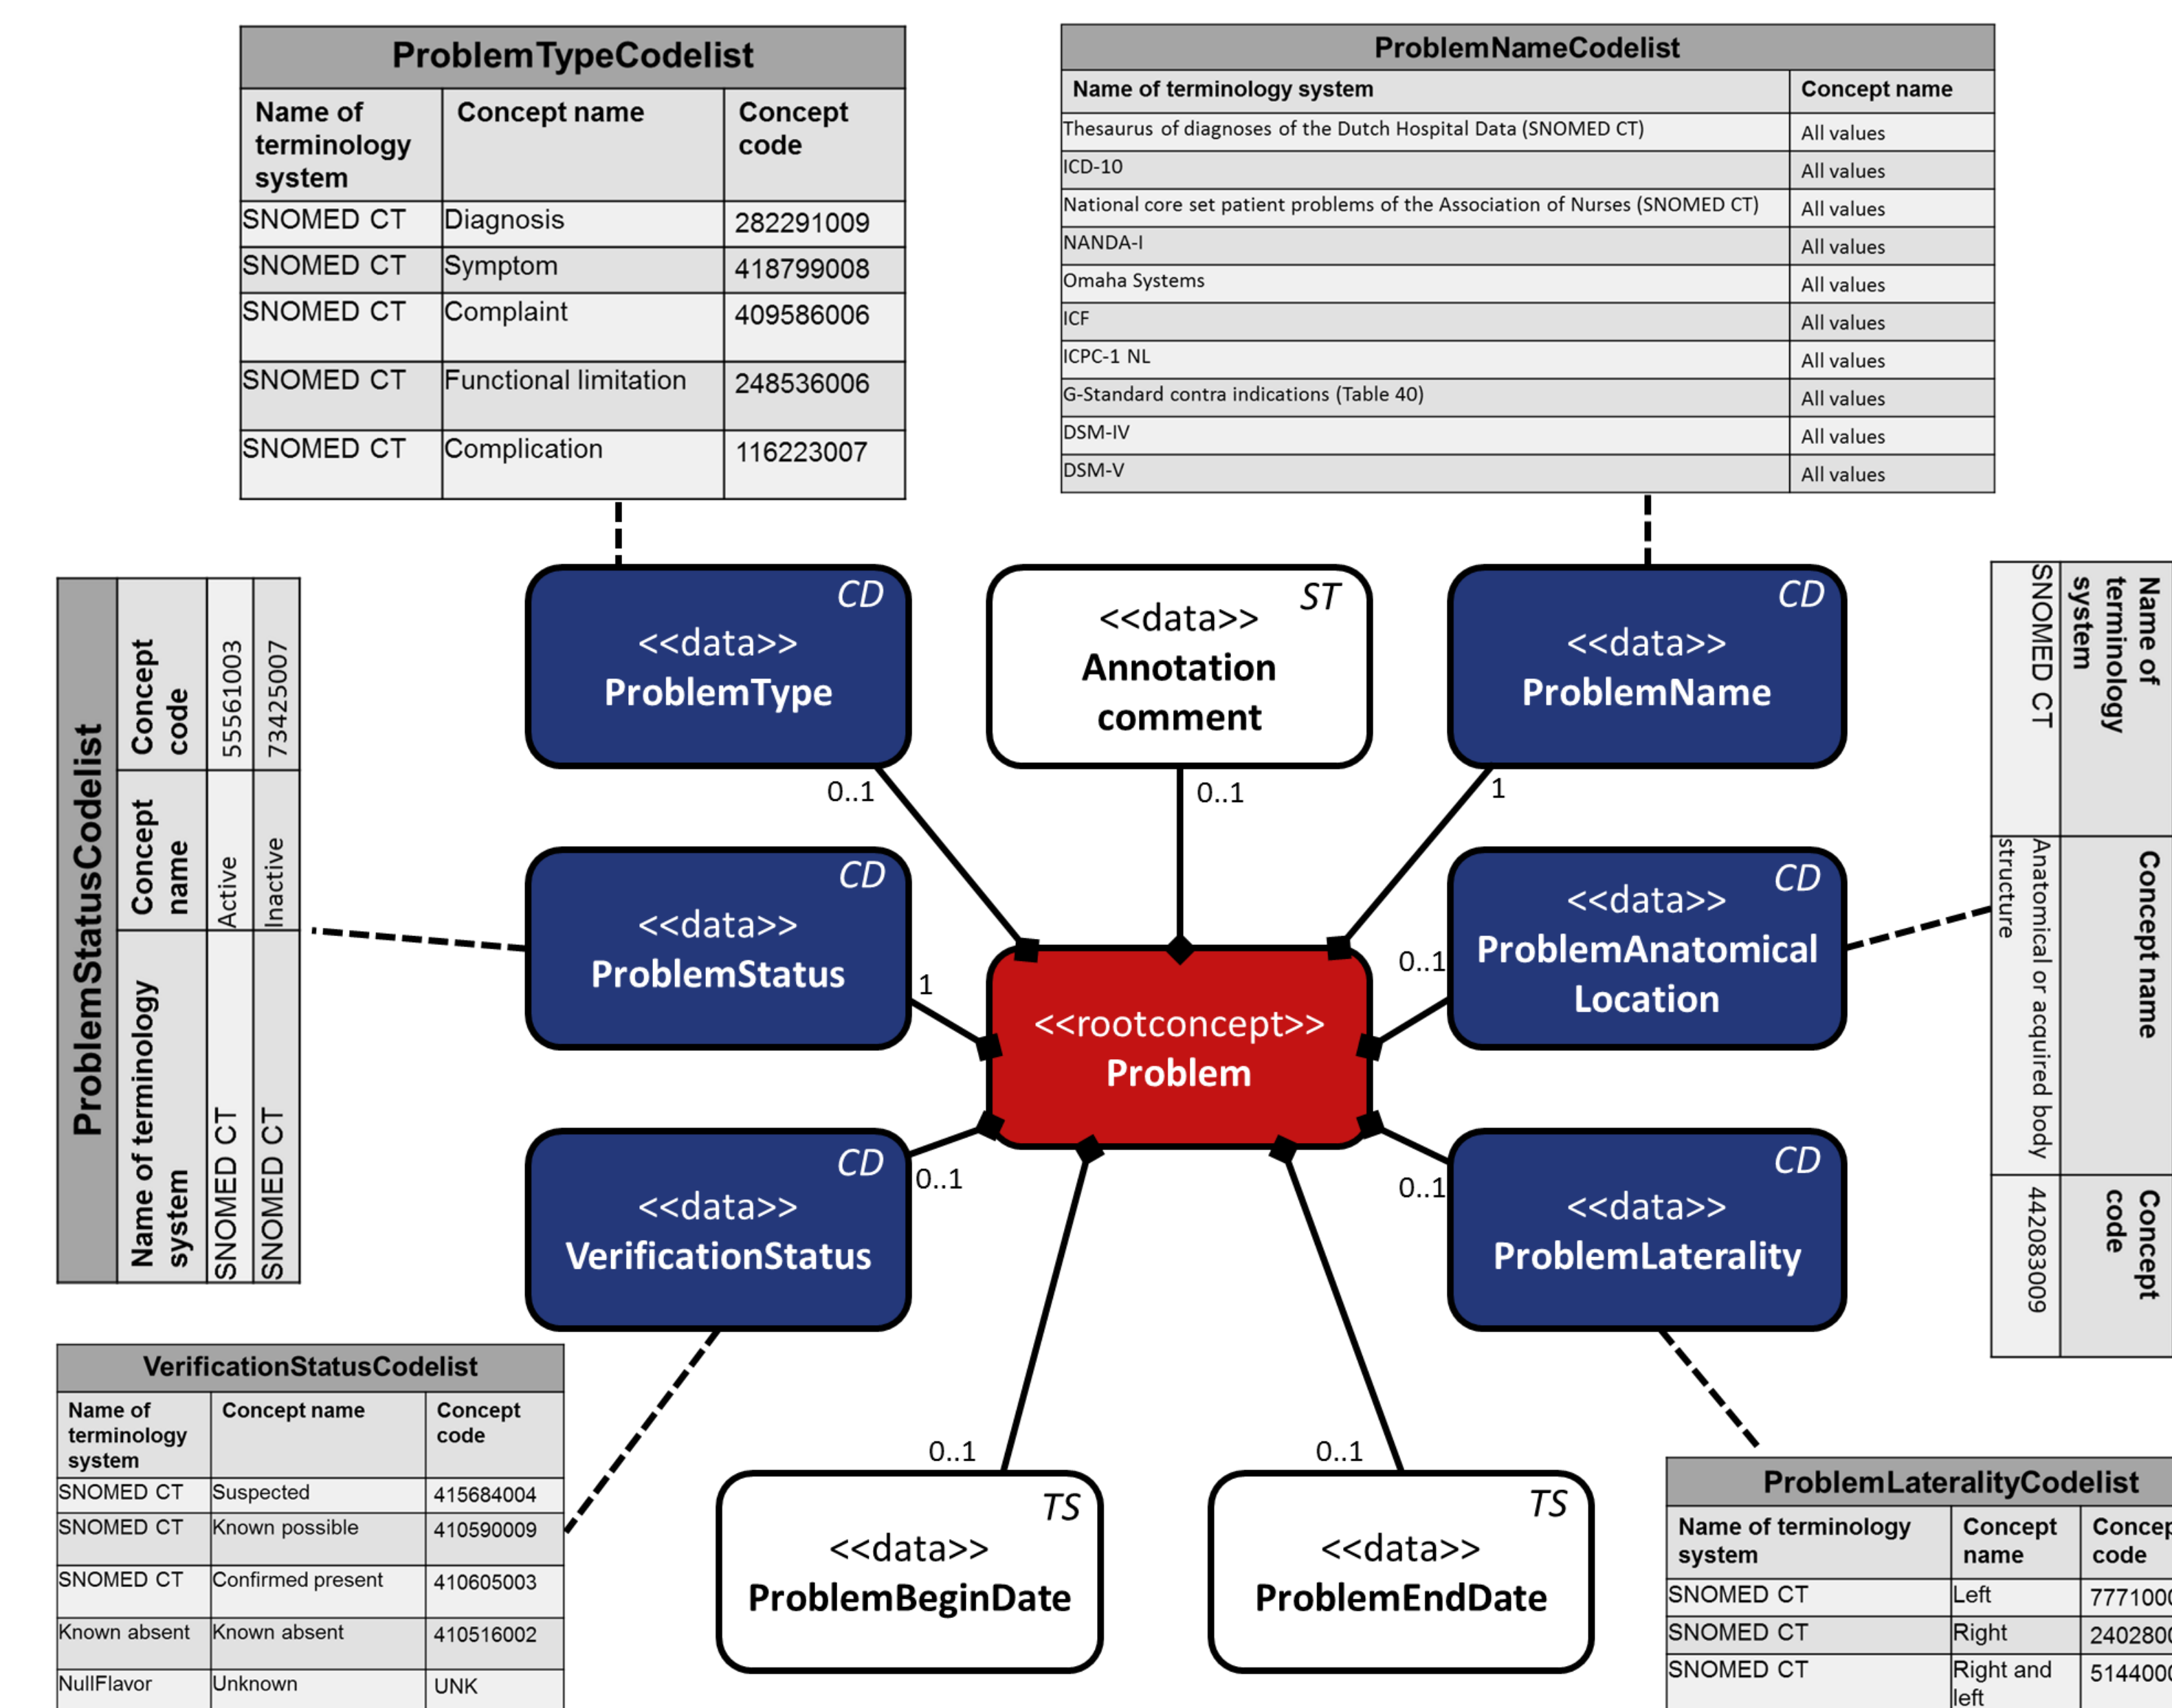 ProblemTypeCodelist
Name of terminology system Concept name Concept code
SNOMED CT Diagnosis 282291009
SNOMED CT Symptom 418799008
SNOMED CT Complaint 409586006
SNOMED CT Functional limitation 248536006
SNOMED CT Complication 116223007
ProblemNameCodelist
Name of terminology system Concept name
Thesaurus of diagnoses of the Dutch Hospital Data (SNOMED CT) All values
ICD-10 All values
National core set patient problems of the Association of Nurses (SNOMED CT) All values
NANDA-I All values
Omaha Systems All values
ICF All values
ICPC-1 NL All values
G-Standard contra indications (Table 40) All values
DSM-IV All values
DSM-V All values
ProblemStatusCodelist
Name of terminology system Concept name Concept code
SNOMED CT Active 55561003
SNOMED CT Inactive 73425007
CD
<<data>>
ProblemType
0..1
ST
<<data>>
Annotation
comment
0..1
CD
<<data>>
ProblemName
1
CD
<<data>>
ProblemStatus
1
<<rootconcept>>
Problem
CD
<<data>>
ProblemAnatomical
Location
0..1
Name of terminology system Concept name Concept code
SNOMED CT Anatomical or acquired body structure 442083009
CD
<<data>>
VerificationStatus
0..1
CD
<<data>>
ProblemLaterality
0..1
VerificationStatusCodelist
Name of terminology system Concept name Concept code
SNOMED CT Suspected 415684004
SNOMED CT Known possible 410590009
SNOMED CT Confirmed present 410605003
Known absent Known absent 410516002
NullFlavor Unknown UNK
0..1
TS
<<data>>
ProblemBeginDate
0..1
TS
<<data>>
ProblemEndDate
ProblemLateralityCodelist
Name of terminology system Concept name code
SNOMED CT Left
SNOMED CT Right
SNOMED CT Right and left